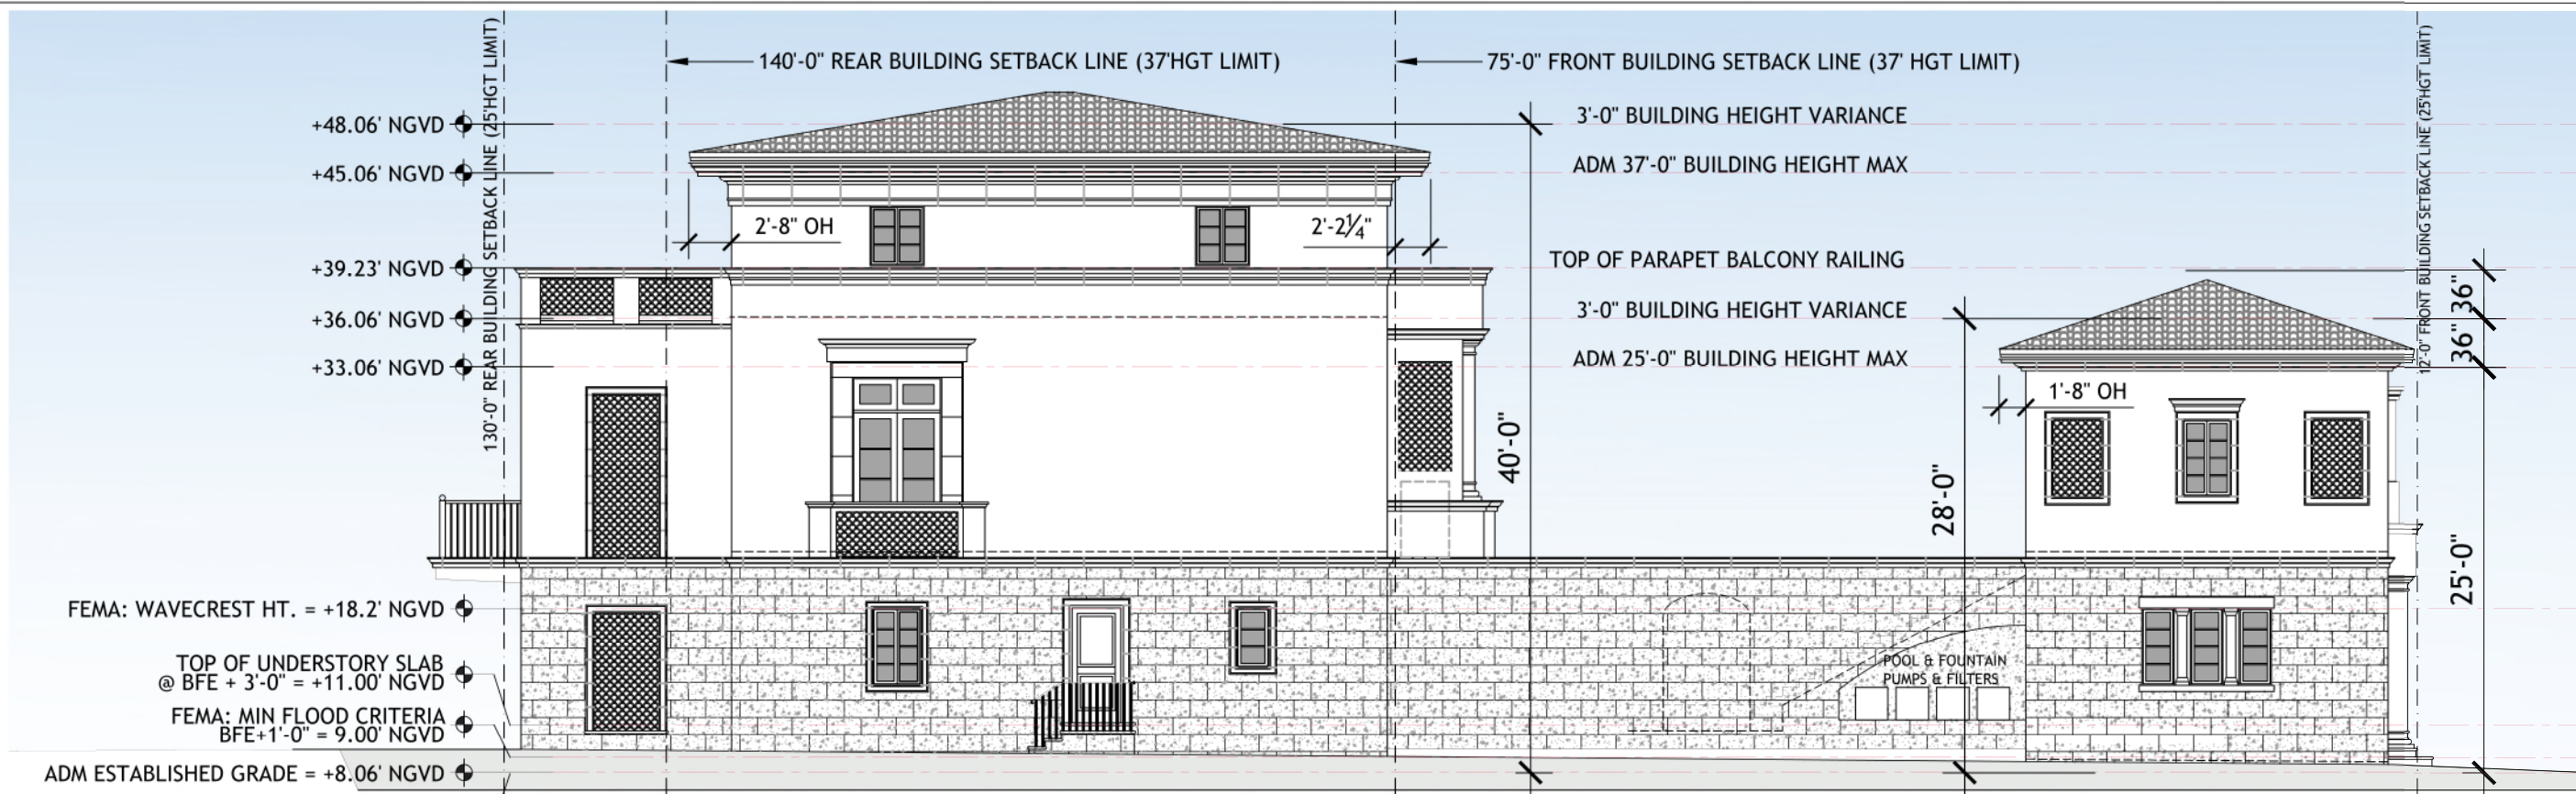 140'-0" REAR BUILDING SETBACK LINE (37'HGT LIMIT)
75'-0" FRONT BUILDING SETBACK LINE (37' HGT LIMIT)
130'-0" REAR BUILDING SETBACK LINE (25'HGT LIMIT)
12'-0" FRONT BUILDING SETBACK LINE (25'HGT LIMIT)
+48.06' NGVD
3'-0" BUILDING HEIGHT VARIANCE
+45.06' NGVD
ADM 37'-0" BUILDING HEIGHT MAX
2'-8" OH
2'-2¼"
+39.23' NGVD
TOP OF PARAPET BALCONY RAILING
36"
+36.06' NGVD
3'-0" BUILDING HEIGHT VARIANCE
36"
+33.06' NGVD
ADM 25'-0" BUILDING HEIGHT MAX
1'-8" OH
40'-0"
28'-0"
25'-0"
FEMA: WAVECREST HT. = +18.2' NGVD
TOP OF UNDERSTORY SLAB
@ BFE + 3'-0" = +11.00' NGVD
POOL & FOUNTAIN
PUMPS & FILTERS
FEMA: MIN FLOOD CRITERIA
BFE+1'-0" = 9.00' NGVD
ADM ESTABLISHED GRADE = +8.06' NGVD